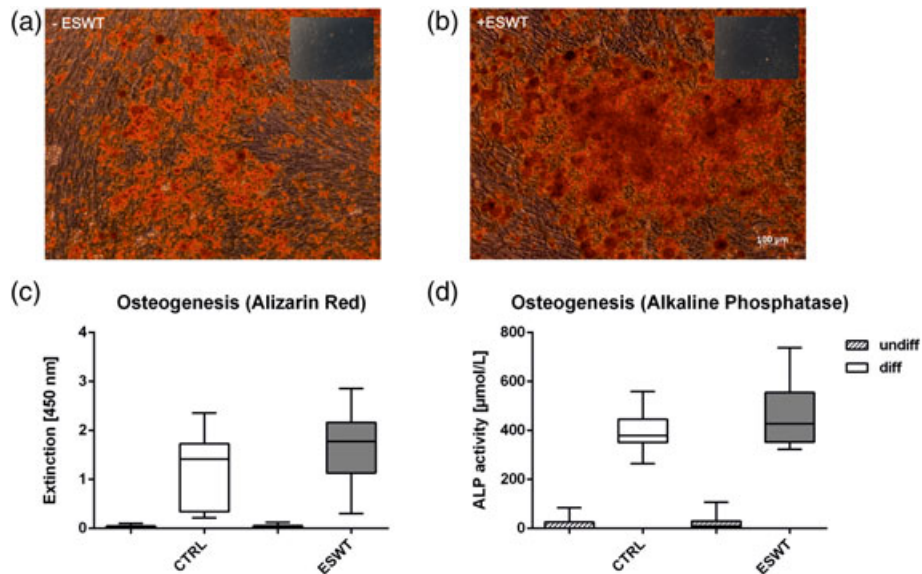 (a)
- ESWT
(b)
+ESWT
100 µm
(c)
Osteogenesis (Alizarin Red)
4
3
2
1
0
Extinction [450 nm]
CTRL
ESWT
(d)
Osteogenesis (Alkaline Phosphatase)
800
600
400
200
0
ALP activity [µmol/L]
CTRL
ESWT
undiff
diff